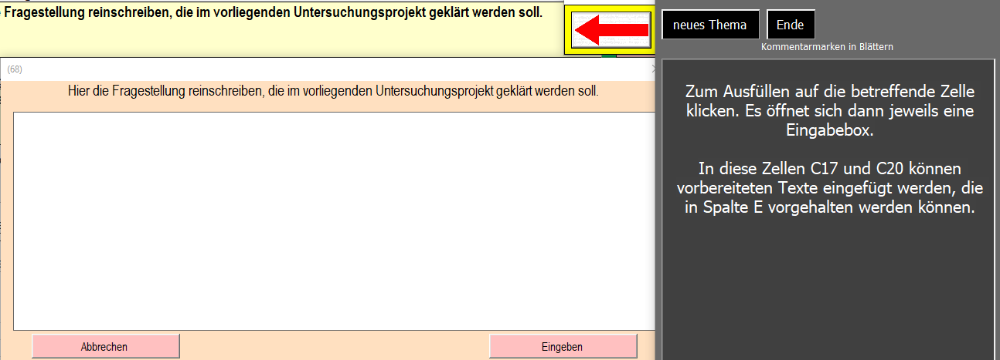 Fragestellung reinschreiben, die im vorliegenden Untersuchungsprojekt geklärt werden soll.
neues Thema
Ende
Kommentarmarken in Blättern
(68)
Hier die Fragestellung reinschreiben, die im vorliegenden Untersuchungsprojekt geklärt werden soll.
Abbrechen
Eingeben
Zum Ausfüllen auf die betreffende Zelle
klicken. Es öffnet sich dann jeweils eine
Eingabebox.
In diese Zellen C17 und C20 können
vorbereiteten Texte eingefügt werden, die
in Spalte E vorgehalten werden können.